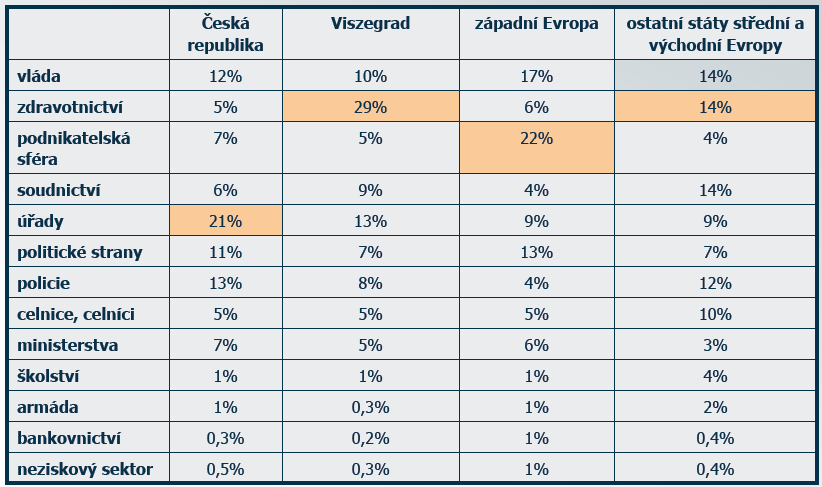 Česká republika Viszegrad západní Evropa ostatní státy střední a východní Evropy
vláda 12% 10% 17% 14%
zdravotnictví 5% 29% 6% 14%
podnikatelská sféra 7% 5% 22% 4%
soudnictví 6% 9% 4% 14%
úřady 21% 13% 9% 9%
politické strany 11% 7% 13% 7%
policie 13% 8% 4% 12%
celnice, celníci 5% 5% 5% 10%
ministerstva 7% 5% 6% 3%
školství 1% 1% 1% 4%
armáda 1% 0,3% 1% 2%
bankovnictví 0,3% 0,2% 1% 0,4%
neziskový sektor 0,5% 0,3% 1% 0,4%